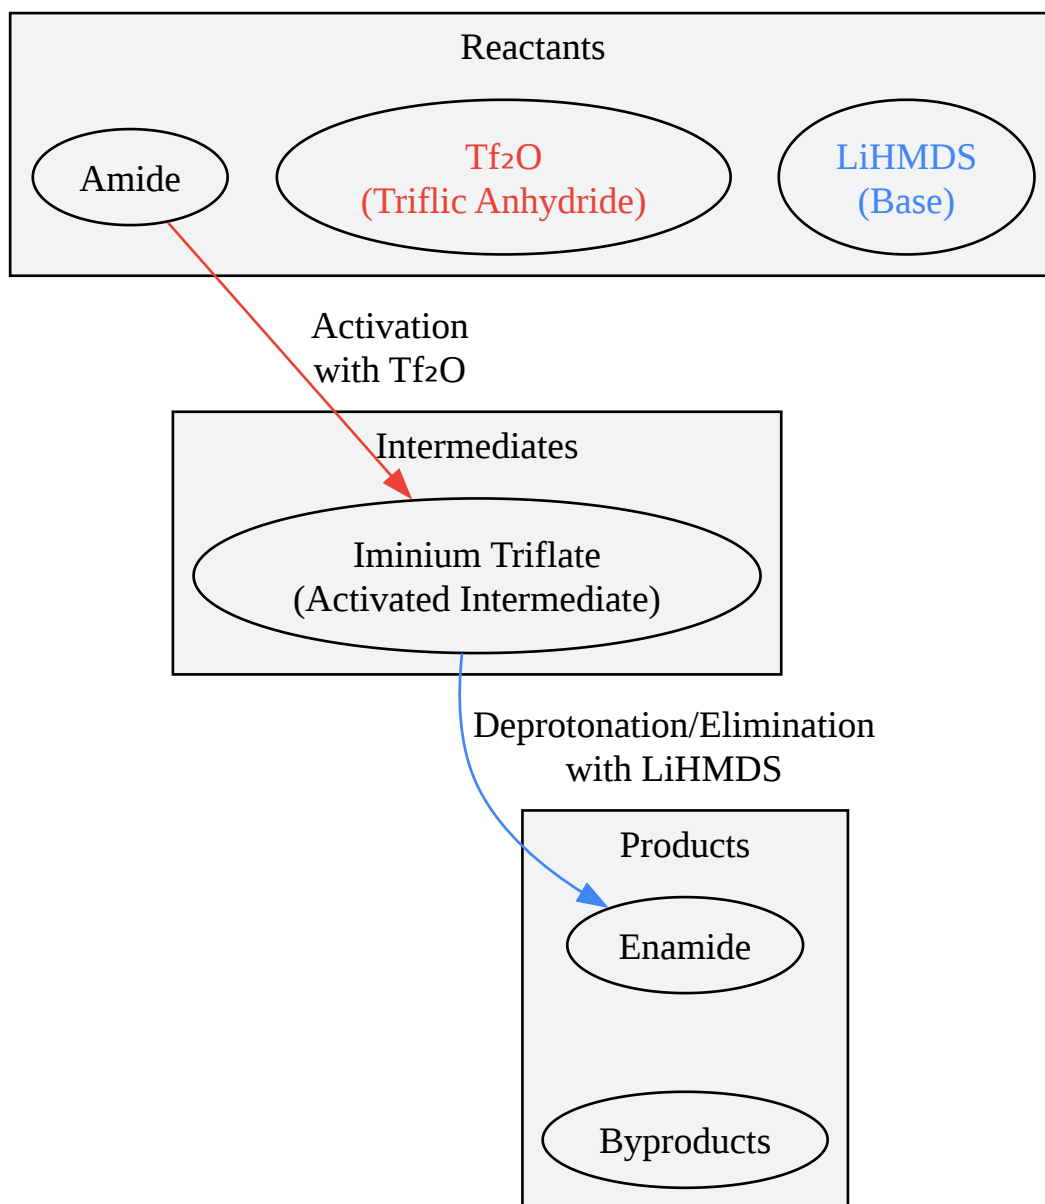 Reactants
Amide
Tf₂O
(Triflic Anhydride)
LiHMDS
(Base)
Activation
with Tf₂O
Intermediates
Iminium Triflate
(Activated Intermediate)
Deprotonation/Elimination
with LiHMDS
Products
Enamide
Byproducts